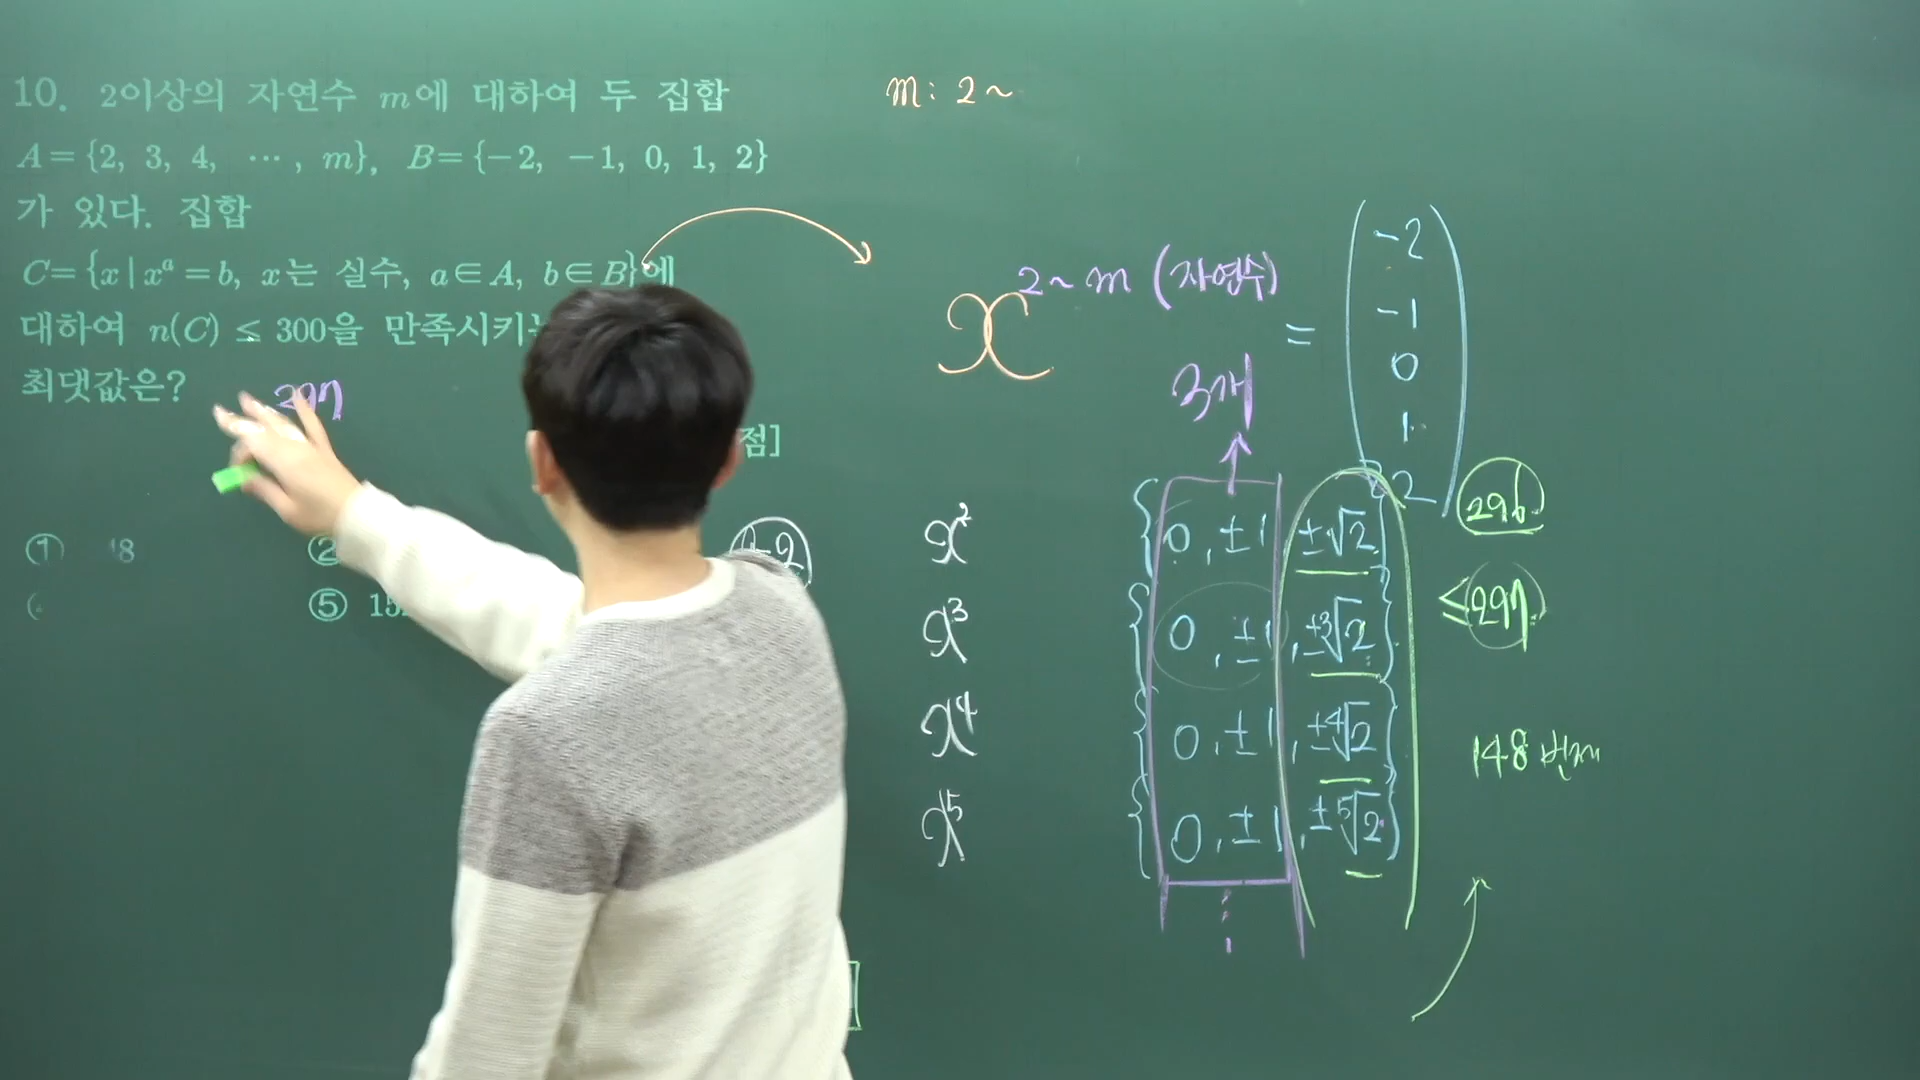 10. 2이상의 자연수 m에 대하여 두 집합
A={2, 3, 4, ⋯, m}, B={-2, -1, 0, 1, 2}
가 있다. 집합
C={x | xᵃ=b, x는 실수, a∈A, b∈B}에
대하여 n(C) ≤ 300을 만족시키
최댓값은?
297
점]
①
②
⑤
m: 2~
x^{2~m (자연수)} =
-2
-1
0
1
2
3개
x² {0, ±1, ±√2}
x³ {0, ±1, ±³√2}
x⁴ {0, ±1, ±⁴√2}
x⁵ {0, ±1, ±⁵√2}
296
≤297
148번째